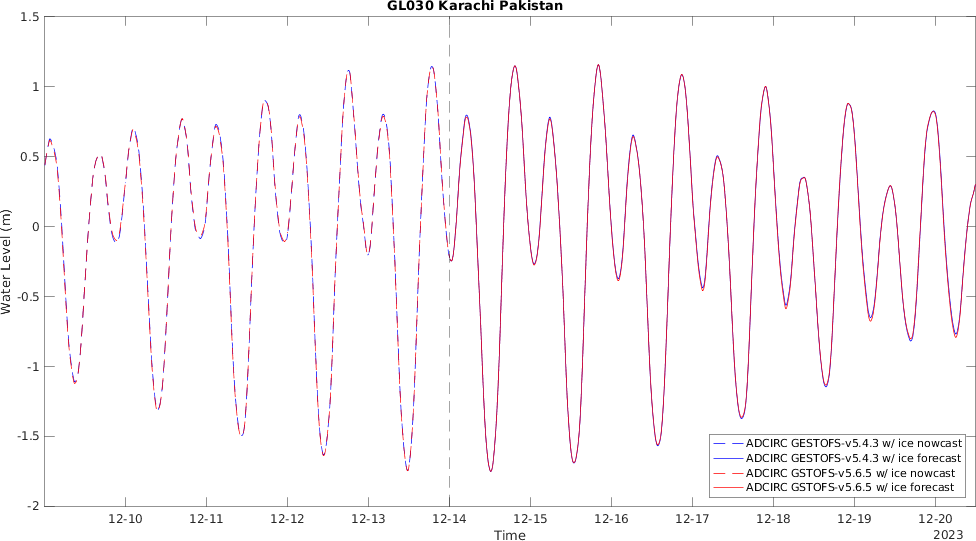 GL030 Karachi Pakistan
1.5
1
0.5
0
-0.5
-1
-1.5
-2
Water Level (m)
ADCIRC GESTOFS-v5.4.3 w/ ice nowcast
ADCIRC GESTOFS-v5.4.3 w/ ice forecast
ADCIRC GSTOFS-v5.6.5 w/ ice nowcast
ADCIRC GSTOFS-v5.6.5 w/ ice forecast
12-10 12-11 12-12 12-13 12-14 12-15 12-16 12-17 12-18 12-19 12-20
Time
2023